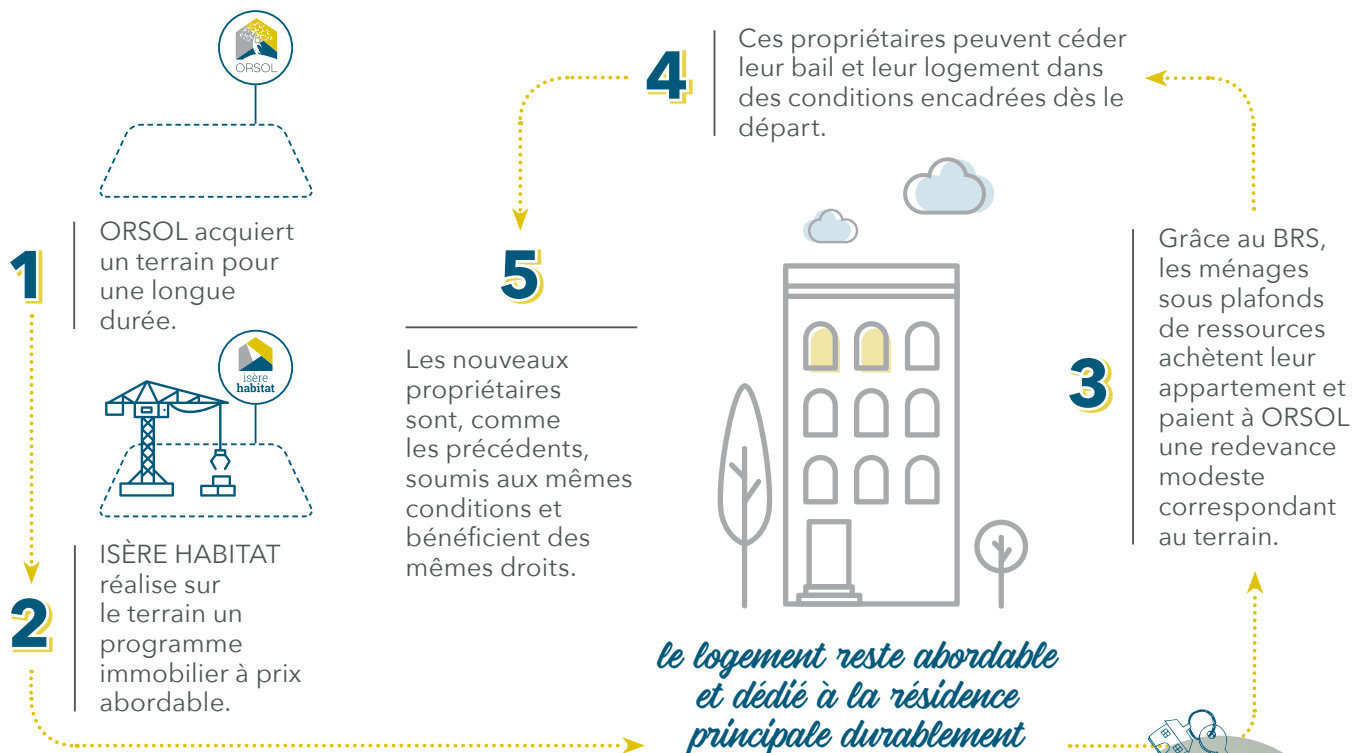 ORSOL
1
ORSOL acquiert
un terrain pour
une longue
durée.
isère
habitat
2
ISÈRE HABITAT
réalise sur
le terrain un
programme
immobilier à prix
abordable.
3
Grâce au BRS,
les ménages
sous plafonds
de ressources
achètent leur
appartement et
paient à ORSOL
une redevance
modeste
correspondant
au terrain.
4
Ces propriétaires peuvent céder
leur bail et leur logement dans
des conditions encadrées dès le
départ.
5
Les nouveaux
propriétaires
sont, comme
les précédents,
soumis aux mêmes
conditions et
bénéficient des
mêmes droits.
le logement reste abordable
et dédié à la résidence
principale durablement